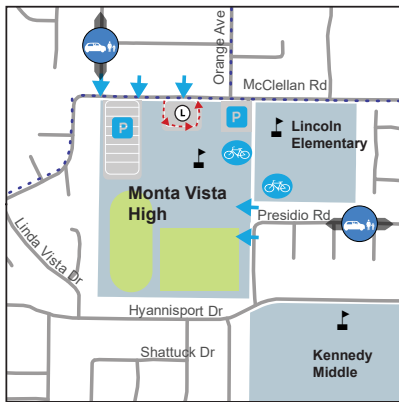 Orange Ave
McClellan Rd
P
L
P
Lincoln
Elementary
Monta Vista
High
Presidio Rd
Linda Vista Dr
Hyannisport Dr
Shattuck Dr
Kennedy
Middle